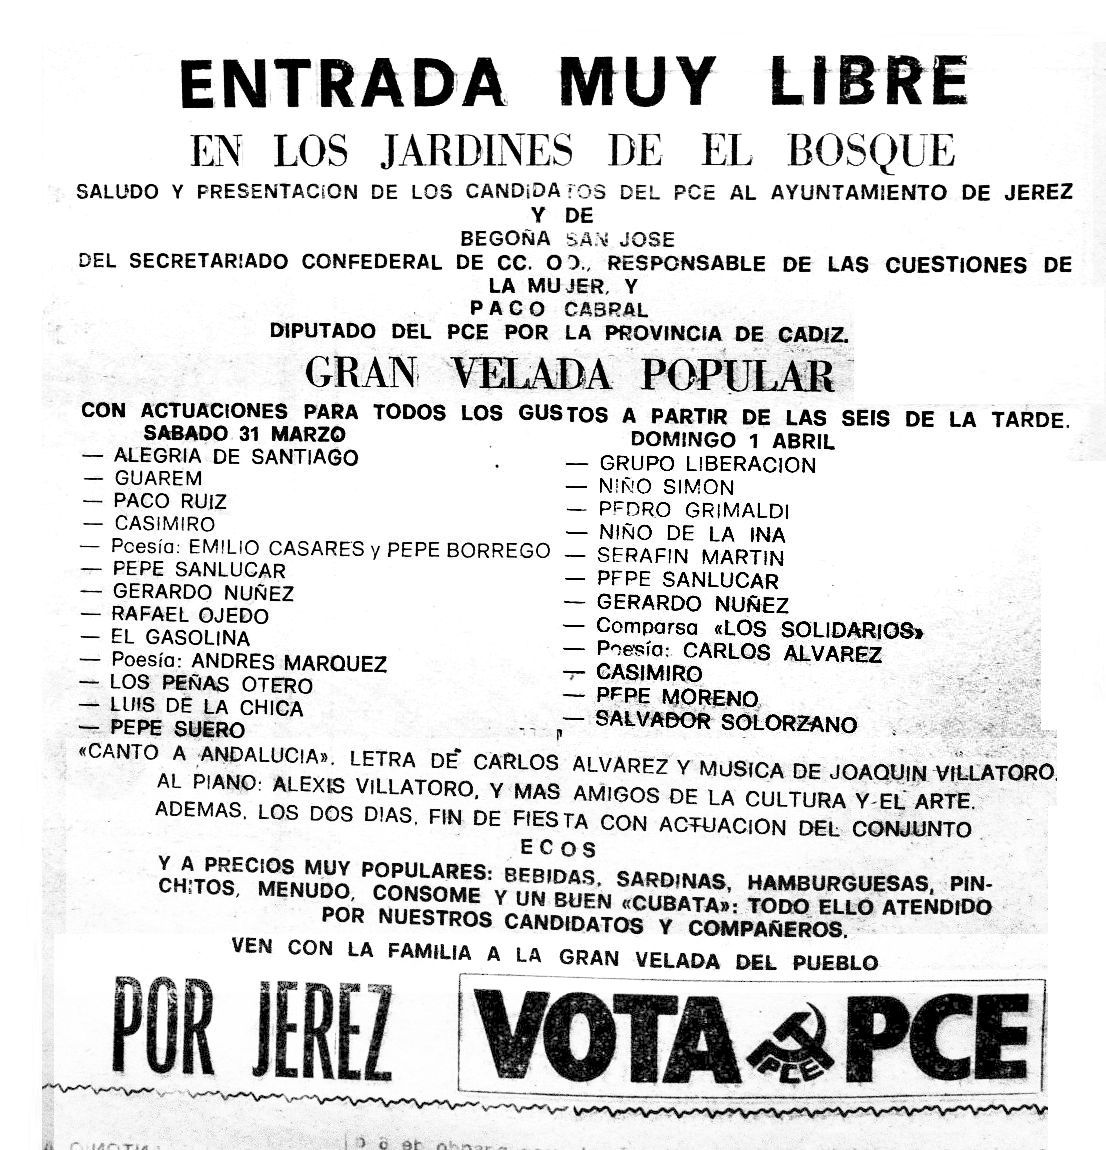 ENTRADA MUY LIBRE
EN LOS JARDINES DE EL BOSQUE
SALUDO Y PRESENTACION DE LOS CANDIDATOS DEL PCE AL AYUNTAMIENTO DE JEREZ
Y DE
BEGOÑA SAN JOSE
DEL SECRETARIADO CONFEDERAL DE CC. OO., RESPONSABLE DE LAS CUESTIONES DE
LA MUJER, Y
PACO CABRAL
DIPUTADO DEL PCE POR LA PROVINCIA DE CADIZ.
GRAN VELADA POPULAR
CON ACTUACIONES PARA TODOS LOS GUSTOS A PARTIR DE LAS SEIS DE LA TARDE.
SABADO 31 MARZO
— ALEGRIA DE SANTIAGO
— GUAREM
— PACO RUIZ
— CASIMIRO
— Poesía: EMILIO CASARES y PEPE BORREGO
— PEPE SANLUCAR
— GERARDO NUÑEZ
— RAFAEL OJEDO
— EL GASOLINA
— Poesía: ANDRES MARQUEZ
— LOS PEÑAS OTERO
— LUIS DE LA CHICA
— PEPE SUERO
DOMINGO 1 ABRIL
— GRUPO LIBERACION
— NIÑO SIMON
— PEDRO GRIMALDI
— NIÑO DE LA INA
— SERAFIN MARTIN
— PEPE SANLUCAR
— GERARDO NUÑEZ
— Comparsa «LOS SOLIDARIOS»
— Poesía: CARLOS ALVAREZ
— CASIMIRO
— PEPE MORENO
— SALVADOR SOLORZANO
«CANTO A ANDALUCIA», LETRA DE CARLOS ALVAREZ Y MUSICA DE JOAQUIN VILLATORO.
AL PIANO: ALEXIS VILLATORO, Y MAS AMIGOS DE LA CULTURA Y EL ARTE.
ADEMAS, LOS DOS DIAS, FIN DE FIESTA CON ACTUACION DEL CONJUNTO
ECOS
Y A PRECIOS MUY POPULARES: BEBIDAS, SARDINAS, HAMBURGUESAS, PIN-
CHITOS, MENUDO, CONSOME Y UN BUEN «CUBATA»: TODO ELLO ATENDIDO
POR NUESTROS CANDIDATOS Y COMPAÑEROS.
VEN CON LA FAMILIA A LA GRAN VELADA DEL PUEBLO
POR JEREZ VOTA PCE PCE